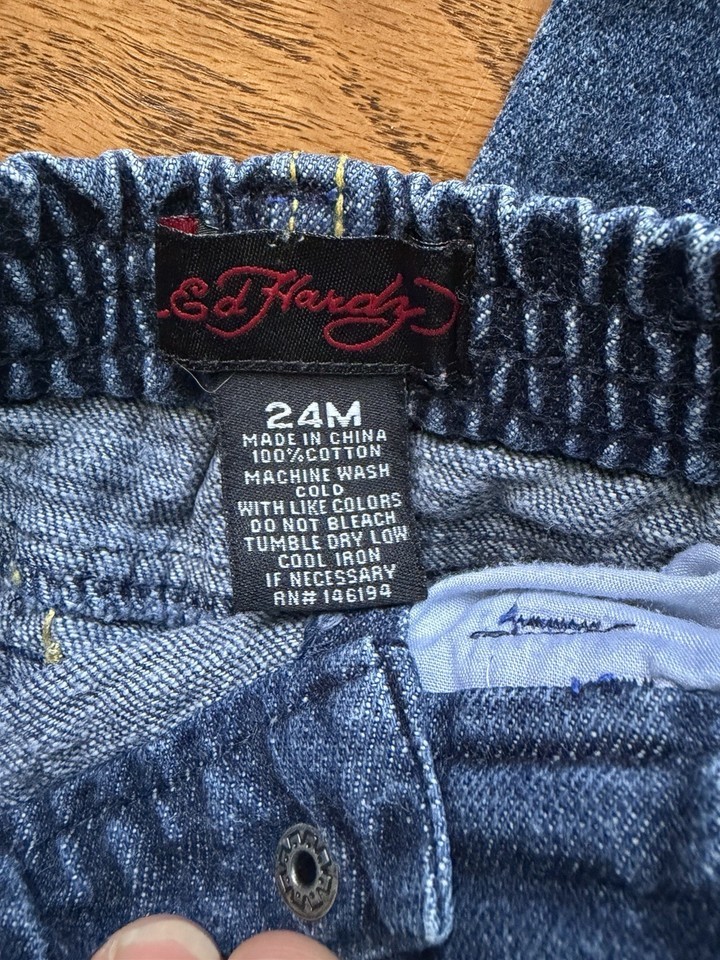 Ed Hardy
24M
MADE IN CHINA
100%COTTON
MACHINE WASH
COLD
WITH LIKE COLORS
DO NOT BLEACH
TUMBLE DRY LOW
COOL IRON
IF NECESSARY
RN# 146194